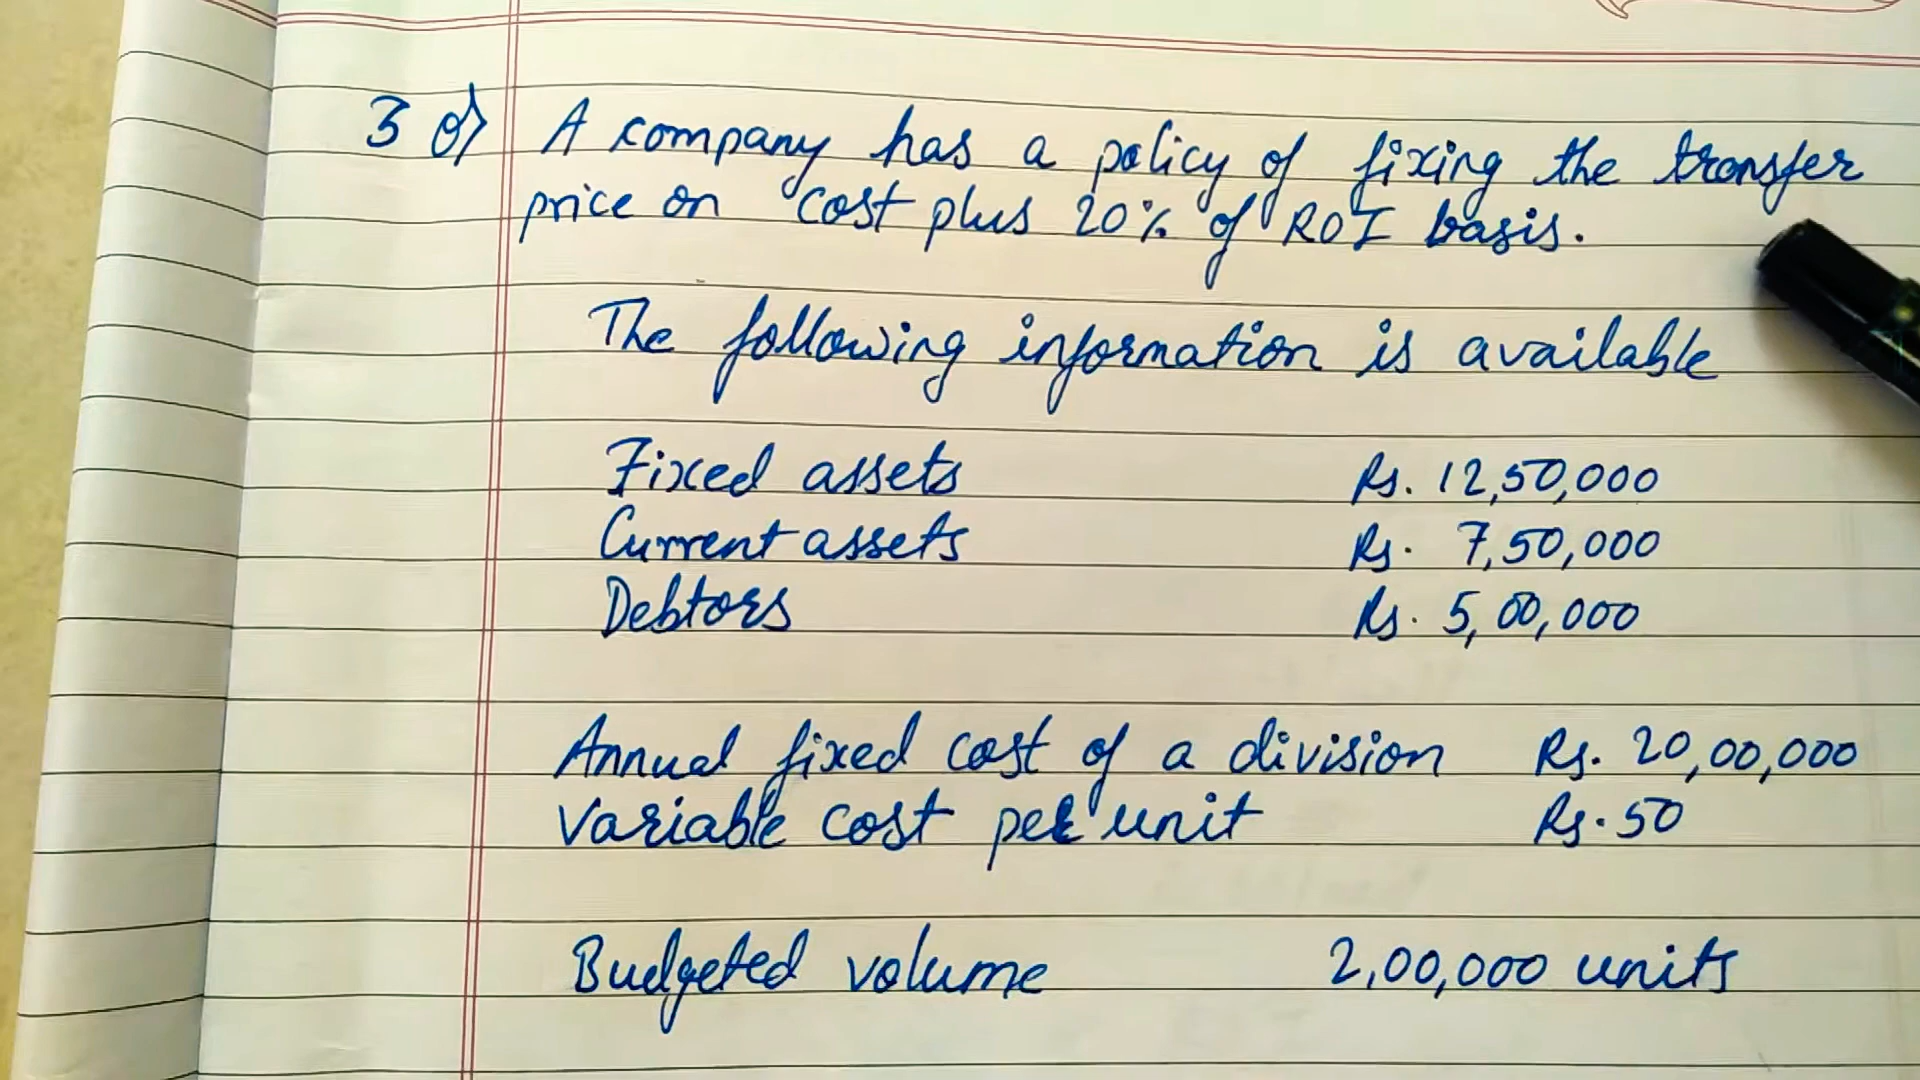 3 of) A company has a policy of fixing the transfer
price on cost plus 20% of ROI basis.
The following information is available
Fixed assets Rs. 12,50,000
Current assets Rs. 7,50,000
Debtors Rs. 5,00,000
Annual fixed cost of a division Rs. 20,00,000
Variable cost per unit Rs. 50
Budgeted volume 2,00,000 units